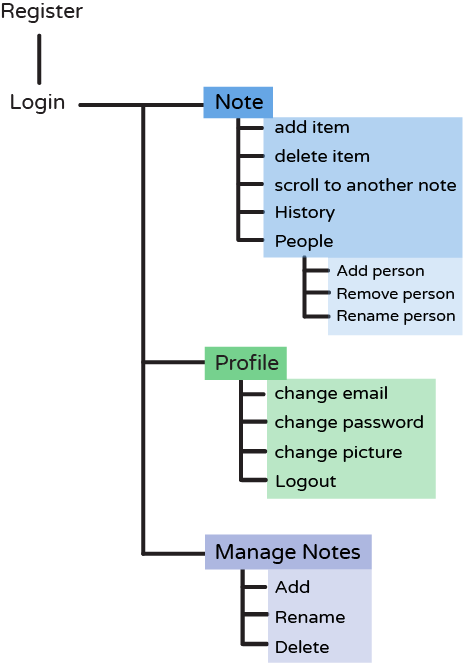 Register
Login
Note
add item
delete item
scroll to another note
History
People
Add person
Remove person
Rename person
Profile
change email
change password
change picture
Logout
Manage Notes
Add
Rename
Delete